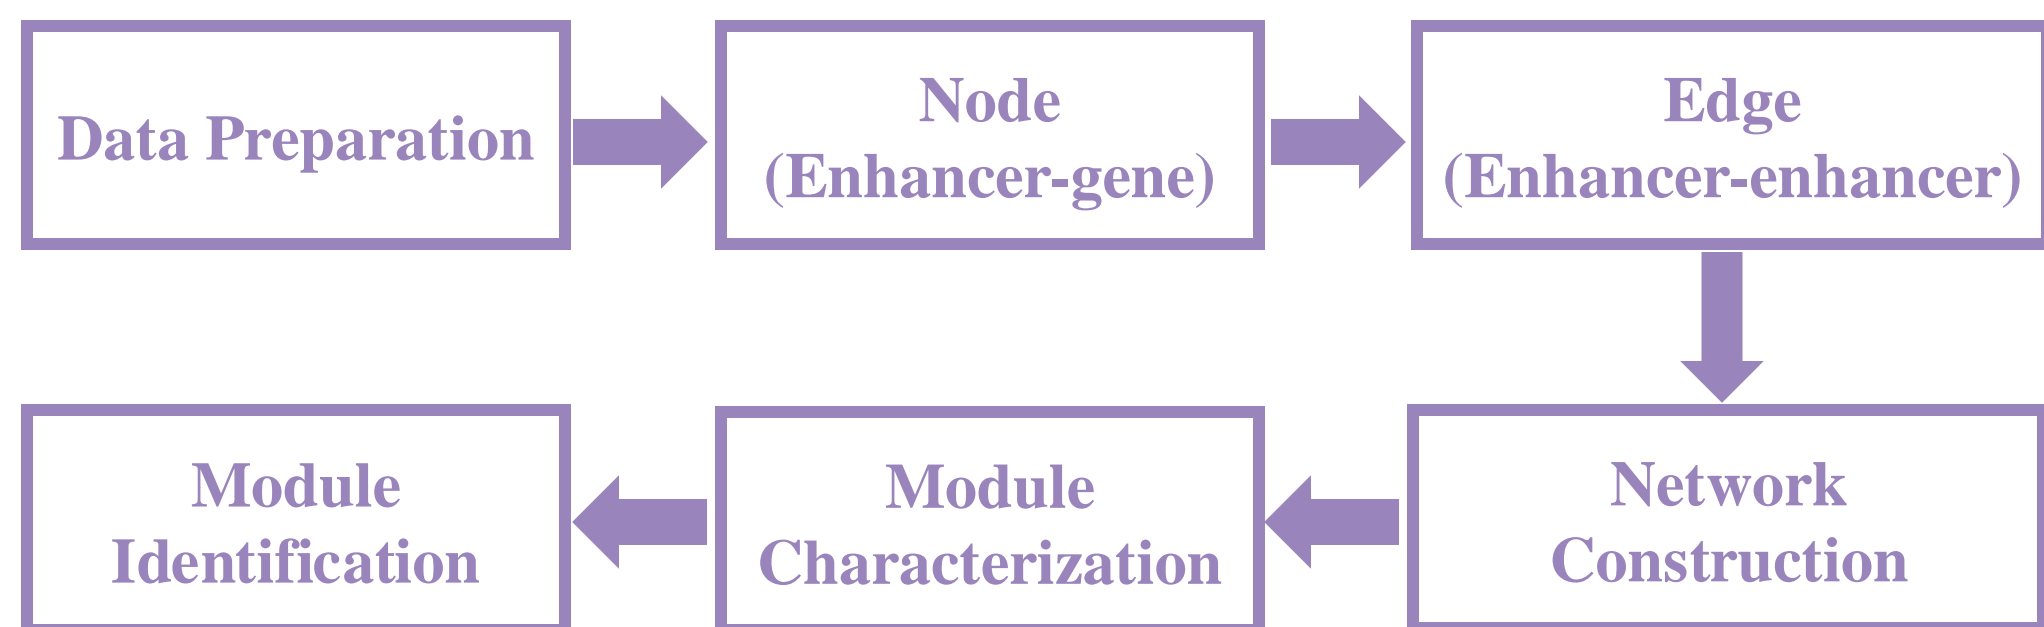 Data Preparation
Node
(Enhancer-gene)
Edge
(Enhancer-enhancer)
Network
Construction
Module
Characterization
Module
Identification